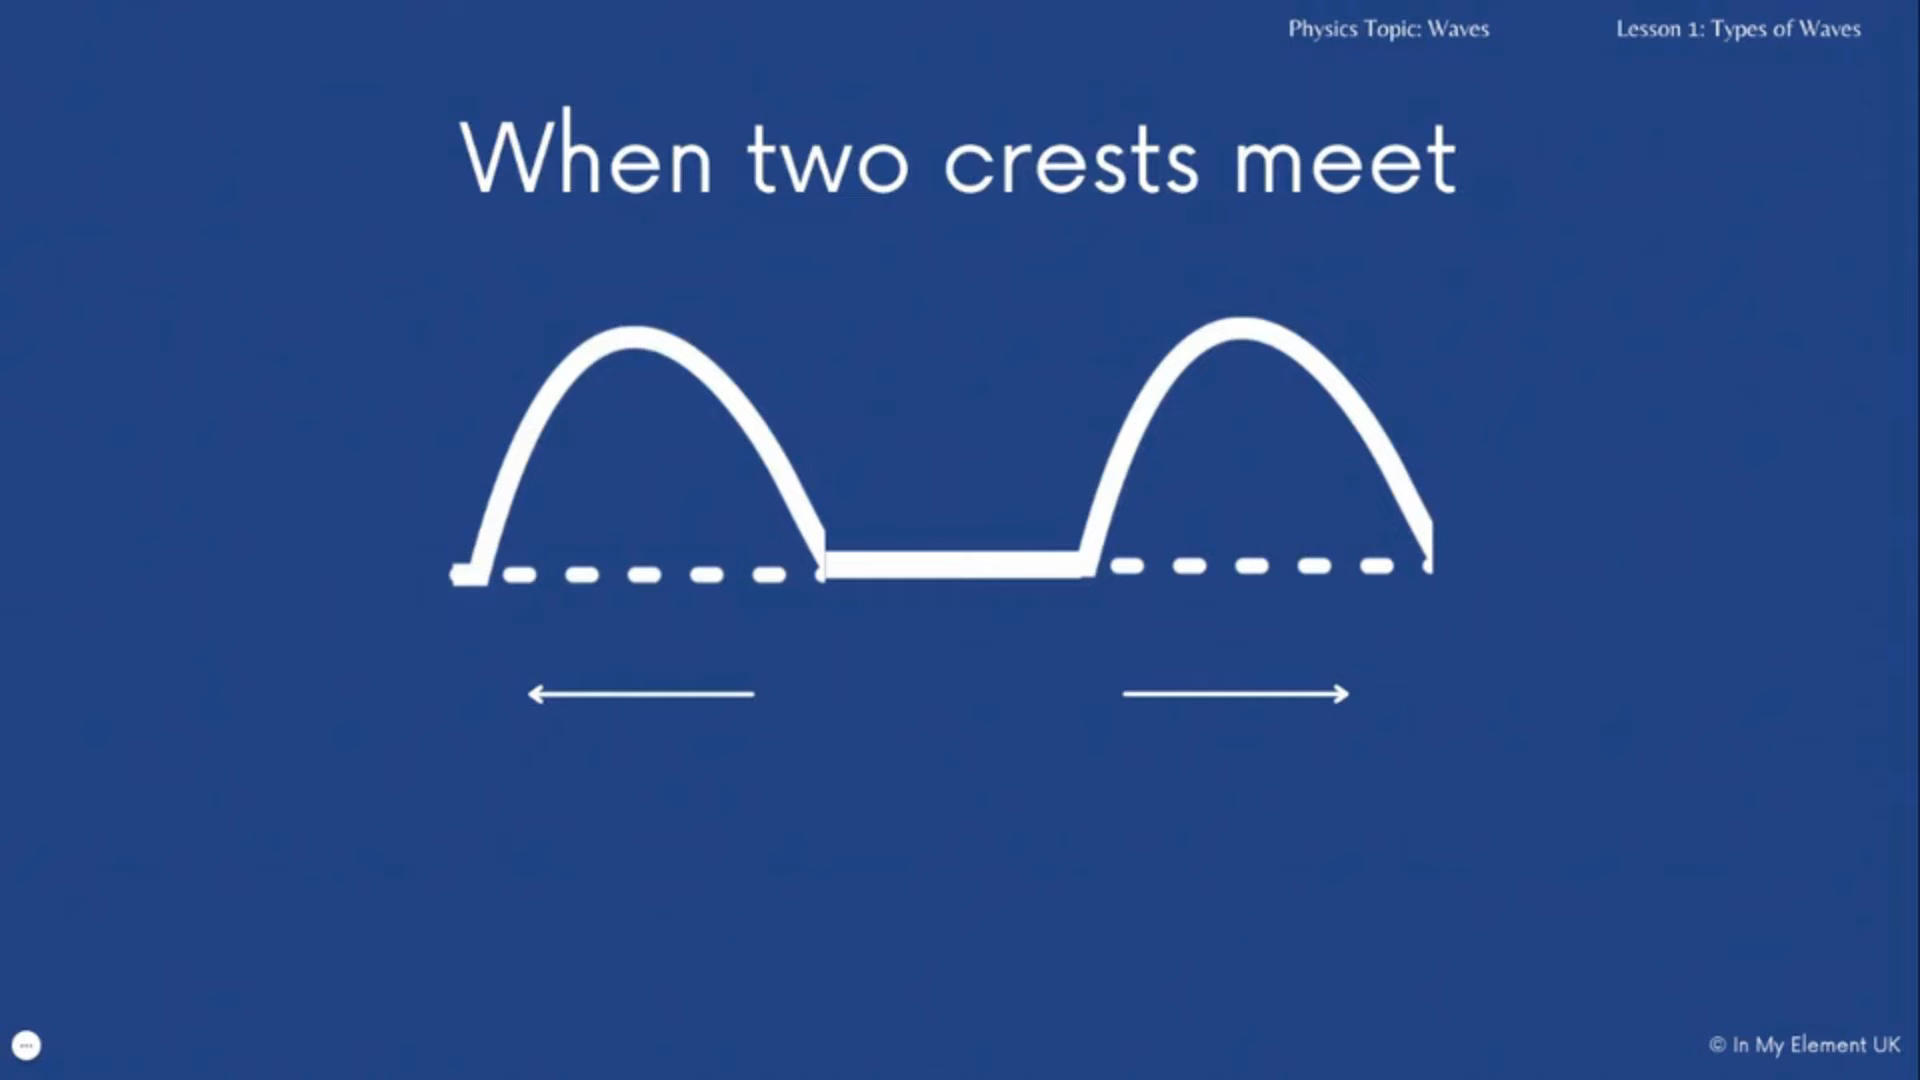 Physics Topic: Waves
Lesson 1: Types of Waves
When two crests meet
© In My Element UK